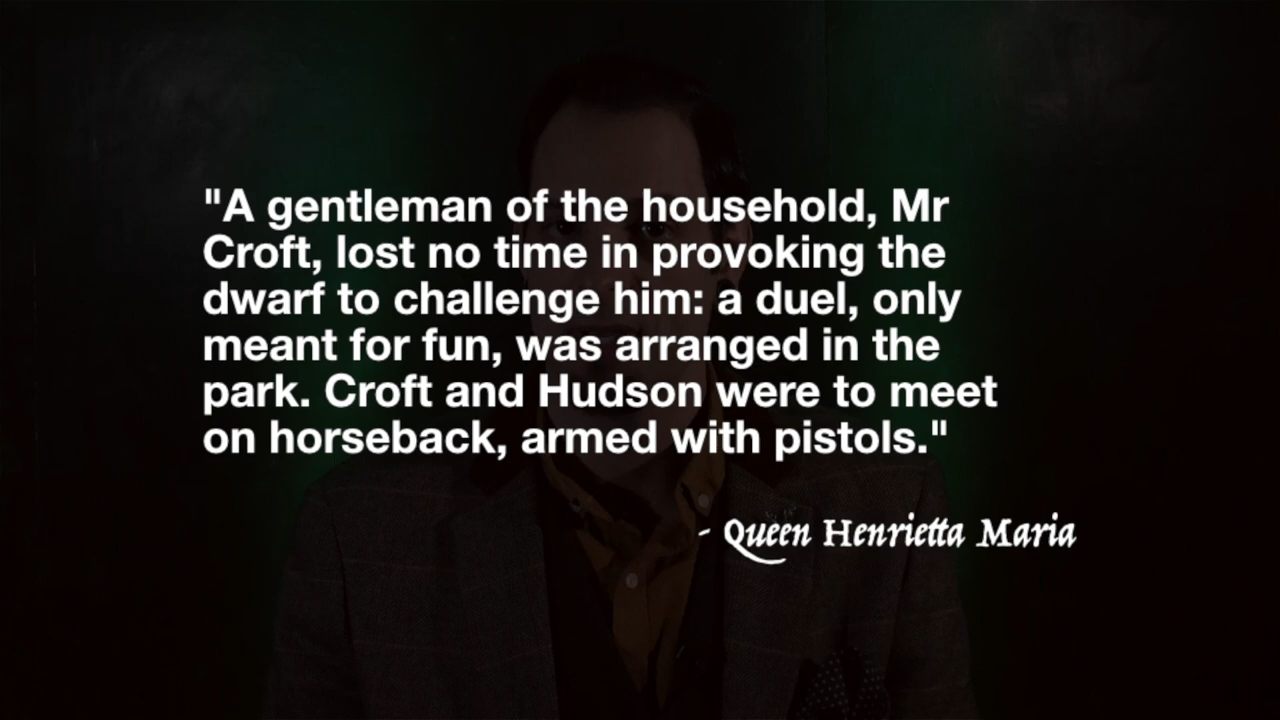 "A gentleman of the household, Mr
Croft, lost no time in provoking the
dwarf to challenge him: a duel, only
meant for fun, was arranged in the
park. Croft and Hudson were to meet
on horseback, armed with pistols."
- Queen Henrietta Maria